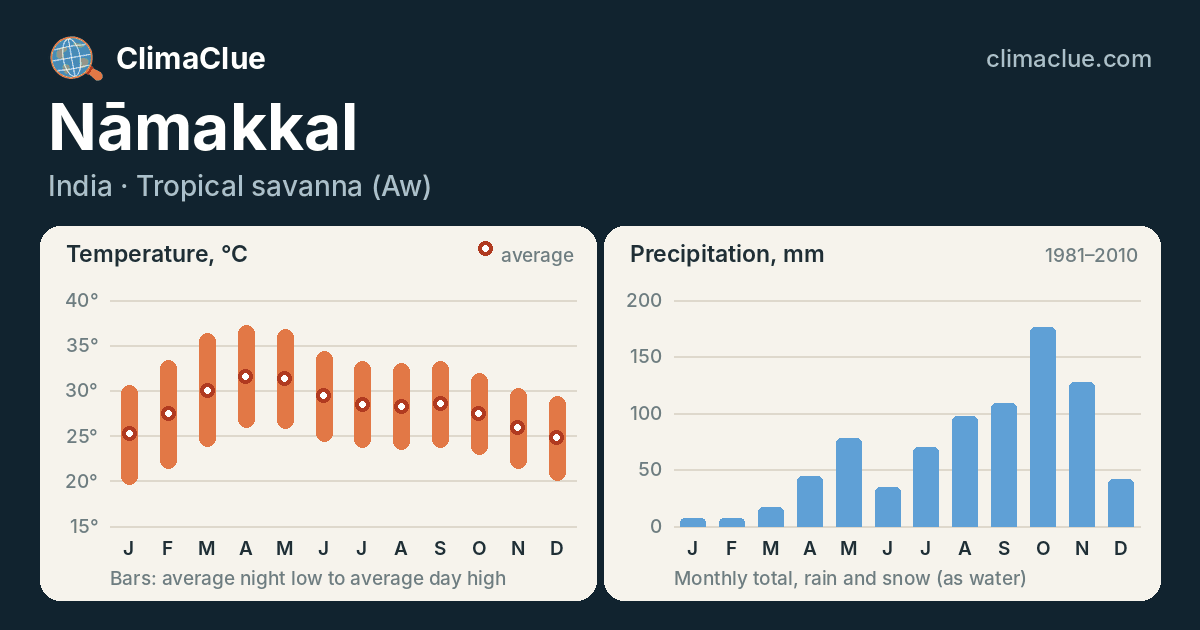 ClimaClue
climaclue.com
Nāmakkal
India · Tropical savanna (Aw)
Temperature, °C
average
40°
35°
30°
25°
20°
15°
J F M A M J J A S O N D
Bars: average night low to average day high
Precipitation, mm
1981–2010
200
150
100
50
0
J F M A M J J A S O N D
Monthly total, rain and snow (as water)